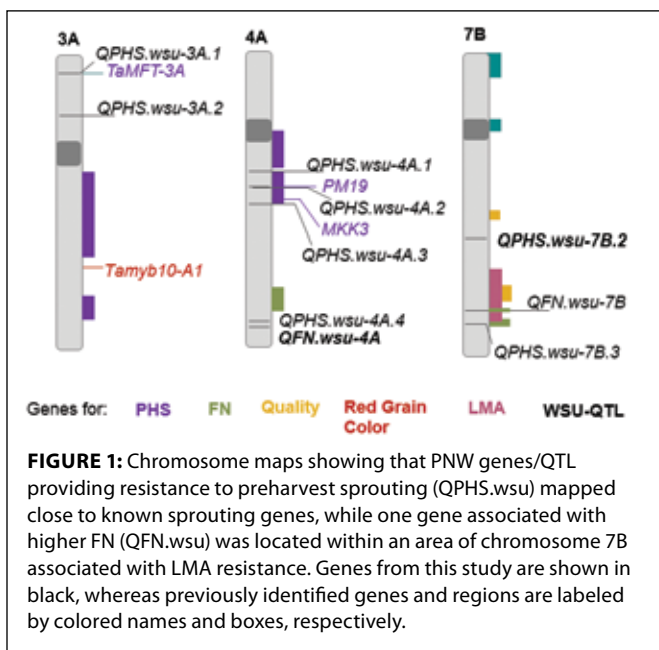 3A
4A
7B
QPHS.wsu-3A.1
TaMFT-3A
QPHS.wsu-3A.2
Tamyb10-A1
QPHS.wsu-4A.1
PM19
QPHS.wsu-4A.2
MKK3
QPHS.wsu-4A.3
QPHS.wsu-4A.4
QFN.wsu-4A
QPHS.wsu-7B.2
QFN.wsu-7B
QPHS.wsu-7B.3
Genes for: PHS FN Quality Red Grain Color LMA WSU-QTL
FIGURE 1: Chromosome maps showing that PNW genes/QTL
providing resistance to preharvest sprouting (QPHS.wsu) mapped
close to known sprouting genes, while one gene associated with
higher FN (QFN.wsu) was located within an area of chromosome 7B
associated with LMA resistance. Genes from this study are shown in
black, whereas previously identified genes and regions are labeled
by colored names and boxes, respectively.